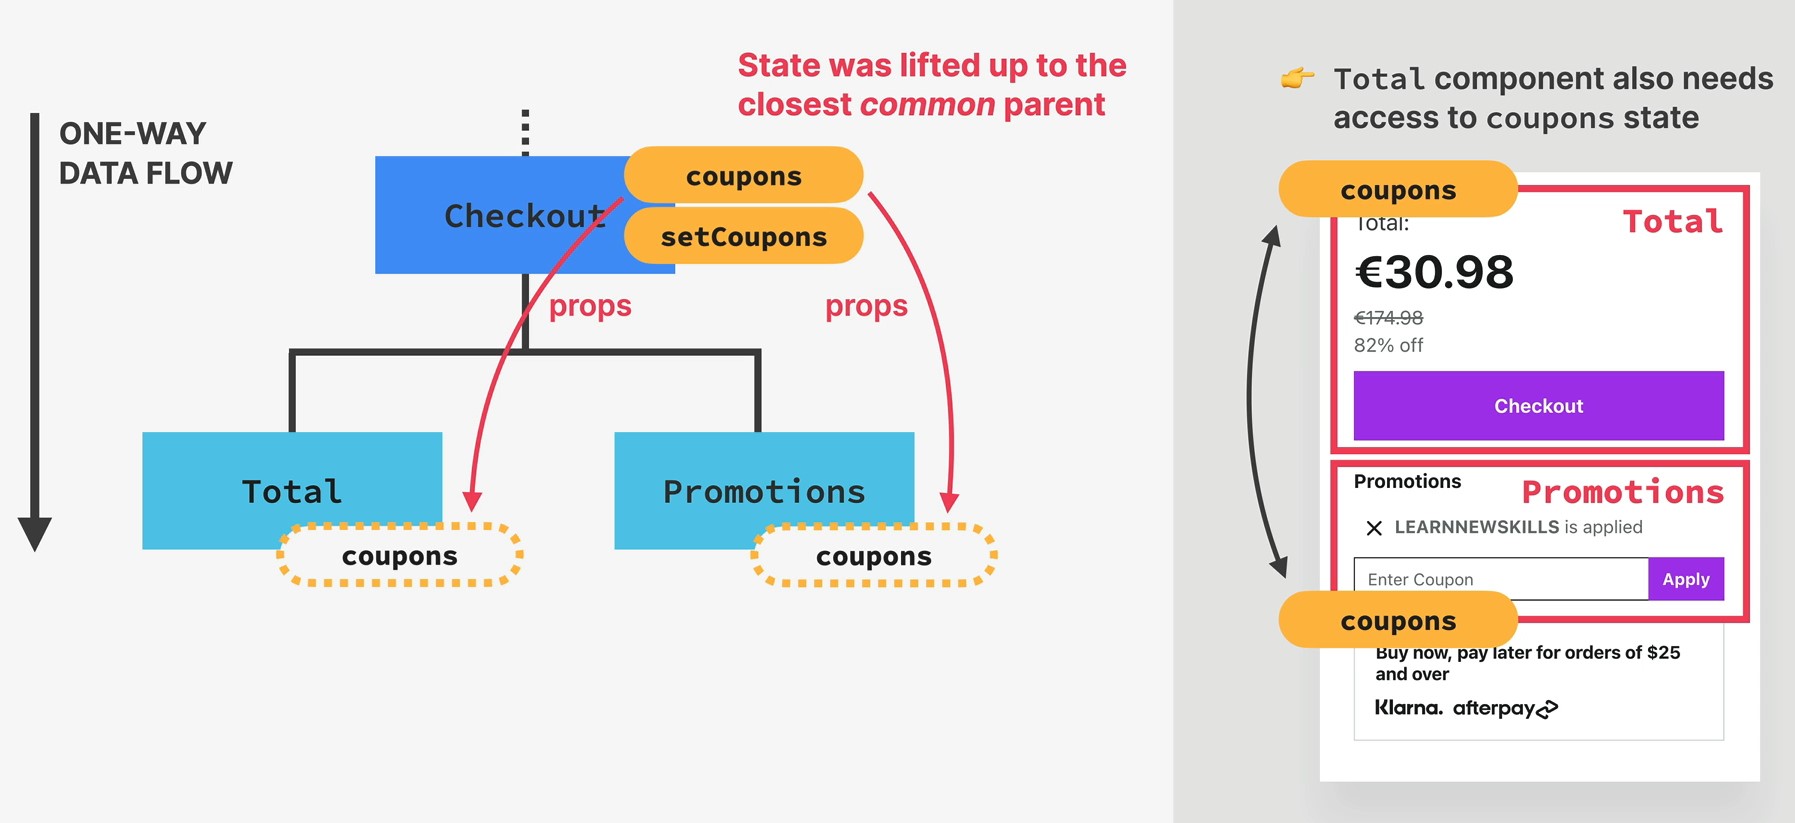 State was lifted up to the
closest common parent
ONE-WAY
DATA FLOW
Checkout
coupons
setCoupons
props
props
Total
coupons
Promotions
coupons
👉 Total component also needs
access to coupons state
coupons
Total
Total:
€30.98
€174.98
82% off
Checkout
Promotions
Promotions
LEARNNEWSKILLS is applied
Enter Coupon
Apply
coupons
Buy now, pay later for orders of $25
and over
Klarna. afterpay